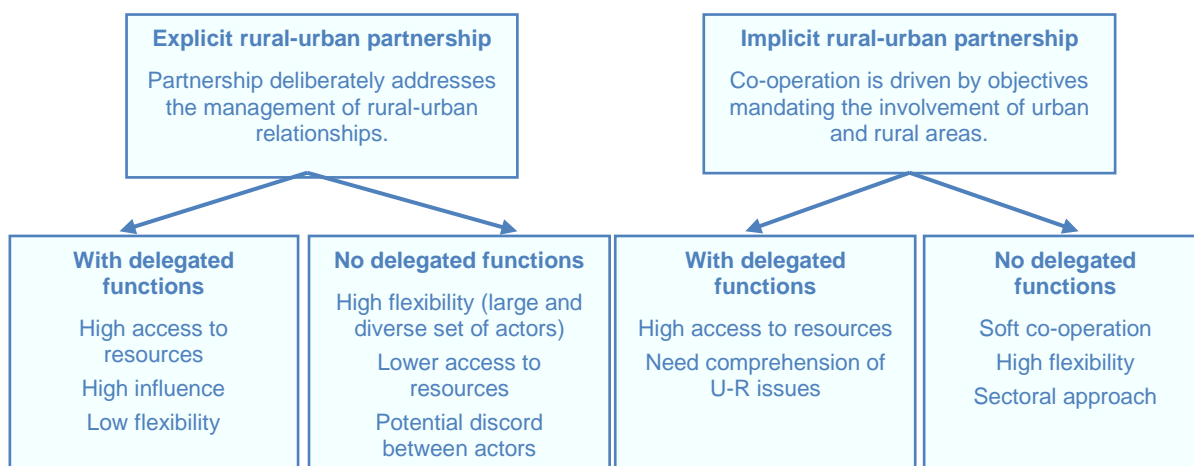 Explicit rural-urban partnership
Partnership deliberately addresses
the management of rural-urban
relationships.
Implicit rural-urban partnership
Co-operation is driven by objectives
mandating the involvement of urban
and rural areas.
With delegated
functions
High access to
resources
High influence
Low flexibility
No delegated functions
High flexibility (large and
diverse set of actors)
Lower access to
resources
Potential discord
between actors
With delegated
functions
High access to resources
Need comprehension of
U-R issues
No delegated
functions
Soft co-operation
High flexibility
Sectoral approach